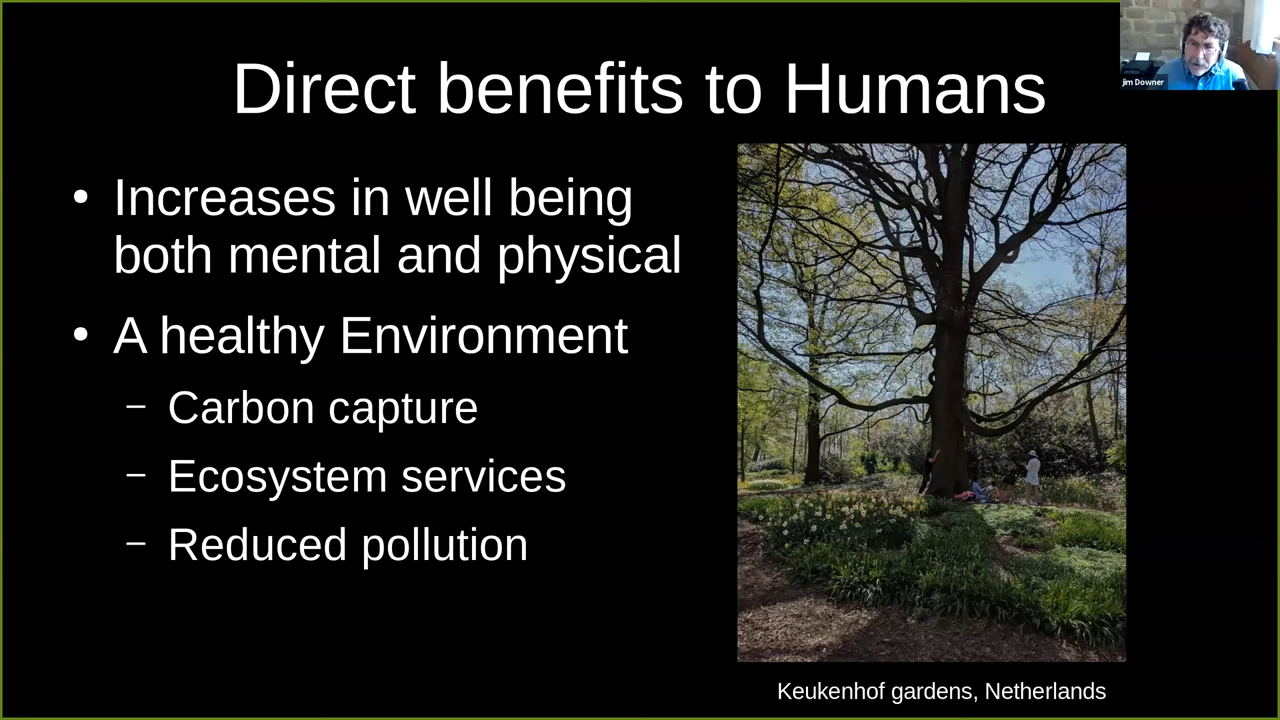 Direct benefits to Humans
jim Downer
• Increases in well being
both mental and physical
• A healthy Environment
– Carbon capture
– Ecosystem services
– Reduced pollution
Keukenhof gardens, Netherlands